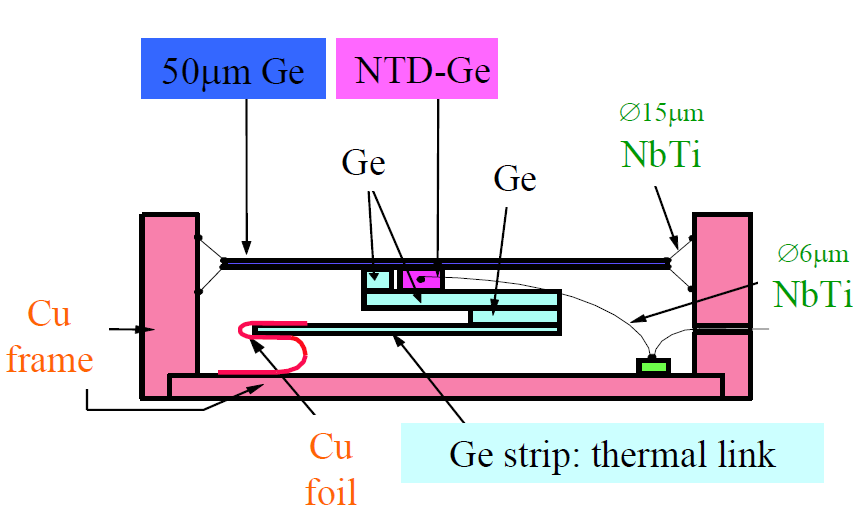 50μm Ge
NTD-Ge
∅15μm
NbTi
Ge
Ge
∅6μm
NbTi
Cu
frame
Cu
foil
Ge strip: thermal link